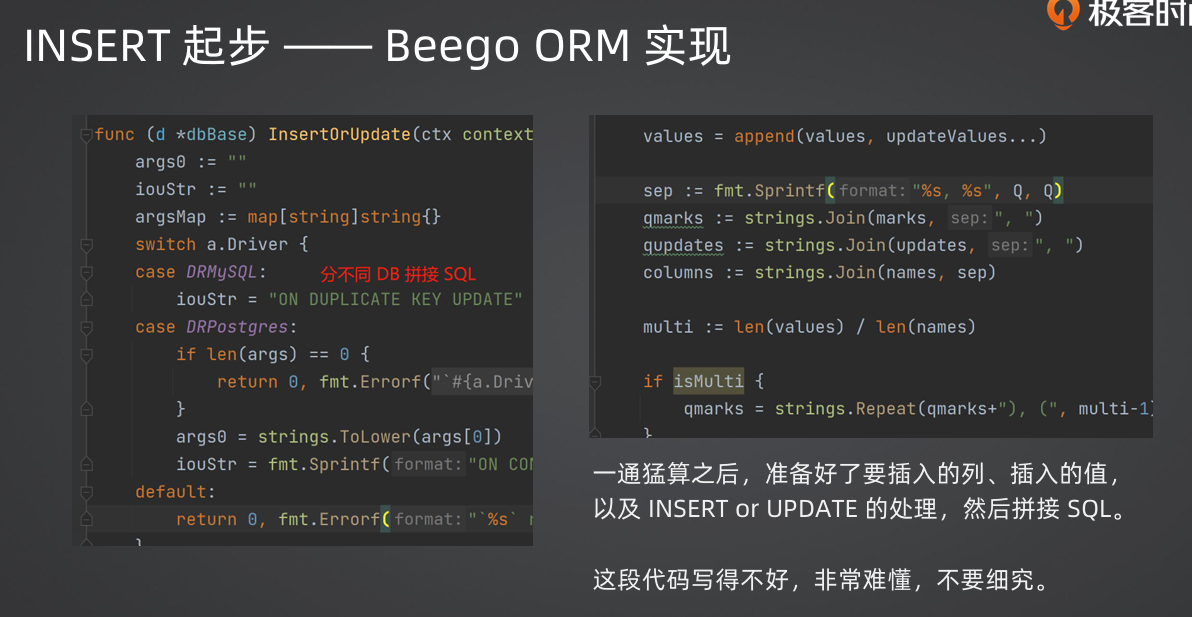 极客时
INSERT 起步 —— Beego ORM 实现
func (d *dbBase) InsertOrUpdate(ctx context
args0 := ""
iouStr := ""
argsMap := map[string]string{}
switch a.Driver {
case DRMySQL: 分不同 DB 拼接 SQL
iouStr = "ON DUPLICATE KEY UPDATE"
case DRPostgres:
if len(args) == 0 {
return 0, fmt.Errorf("`#{a.Driv
}
args0 = strings.ToLower(args[0])
iouStr = fmt.Sprintf( format: "ON CON
default:
return 0, fmt.Errorf( format: "`%s` n
}
values = append(values, updateValues...)
sep := fmt.Sprintf( format: "%s, %s", Q, Q)
qmarks := strings.Join(marks, sep: ", ")
qupdates := strings.Join(updates, sep: ", ")
columns := strings.Join(names, sep)
multi := len(values) / len(names)
if isMulti {
qmarks = strings.Repeat(qmarks+"), (", multi-1)
}
一通猛算之后，准备好了要插入的列、插入的值，
以及 INSERT or UPDATE 的处理，然后拼接 SQL。
这段代码写得不好，非常难懂，不要细究。